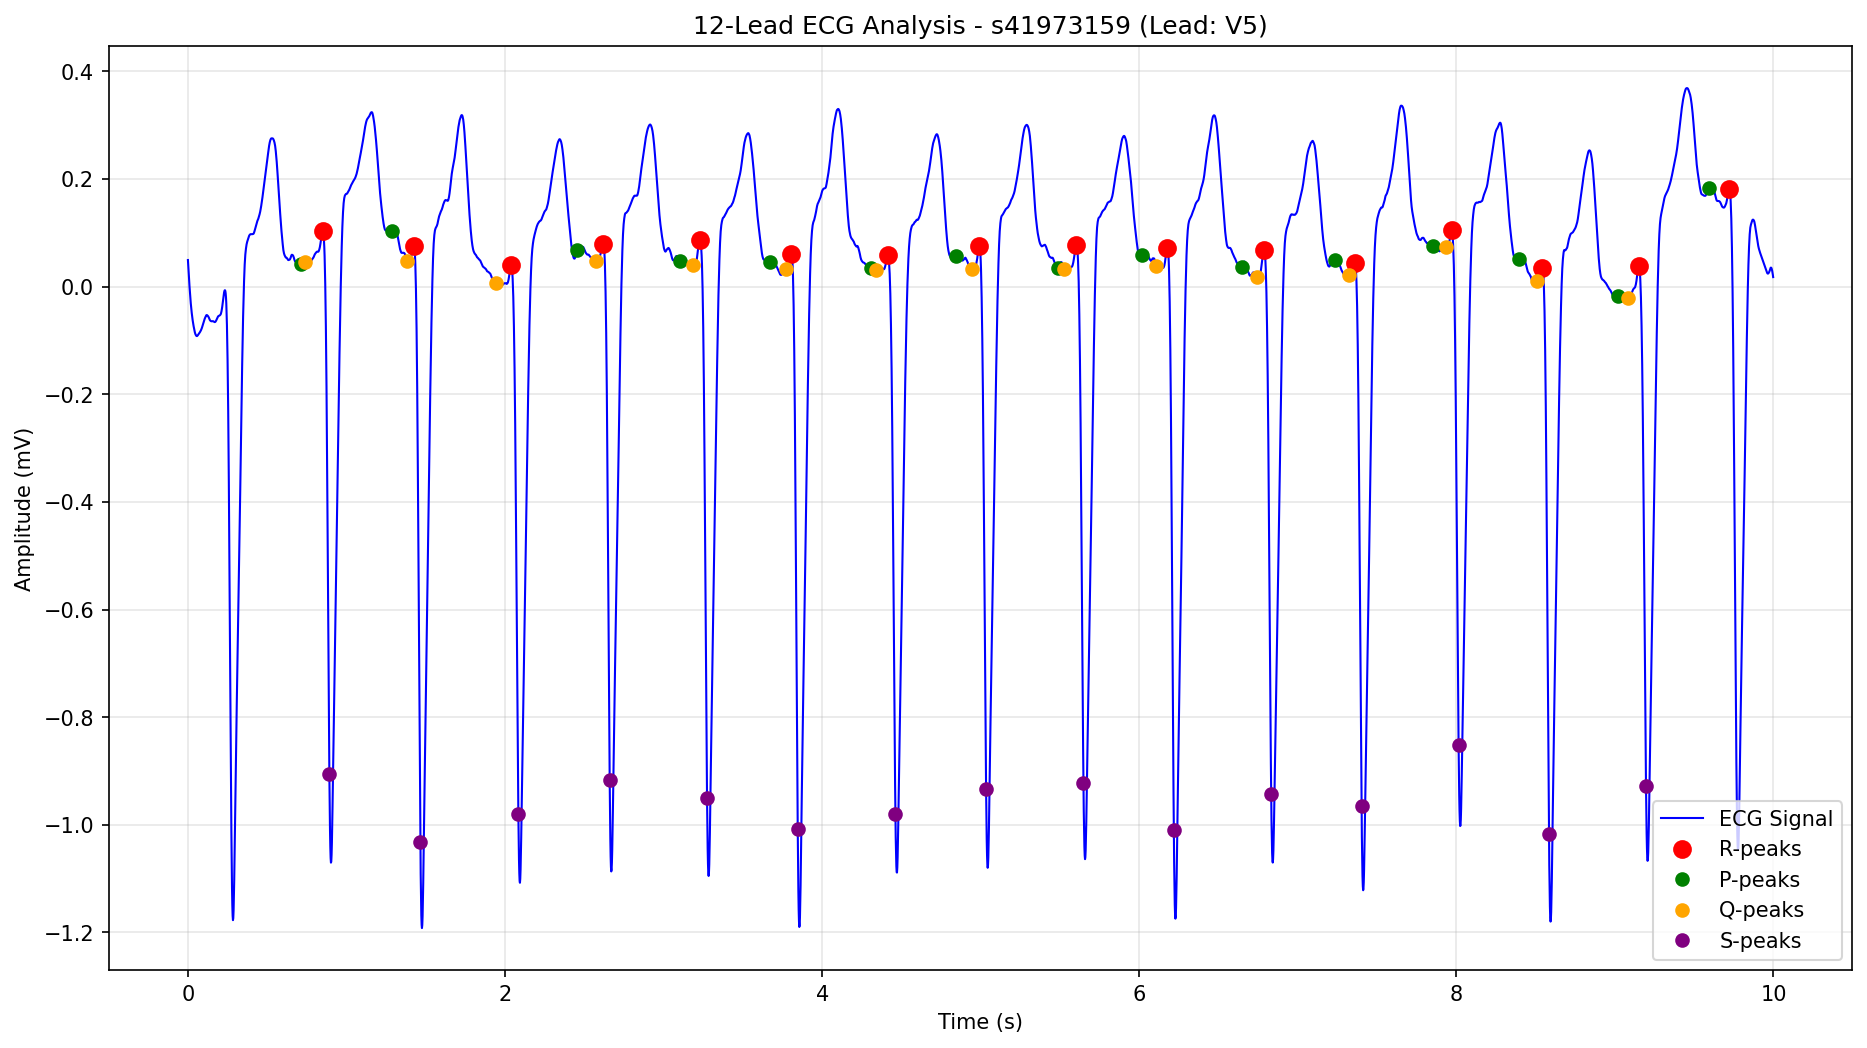 12-Lead ECG Analysis - s41973159 (Lead: V5)
Amplitude (mV)
0.4
0.2
0.0
−0.2
−0.4
−0.6
−0.8
−1.0
−1.2
ECG Signal
R-peaks
P-peaks
Q-peaks
S-peaks
0 2 4 6 8 10
Time (s)